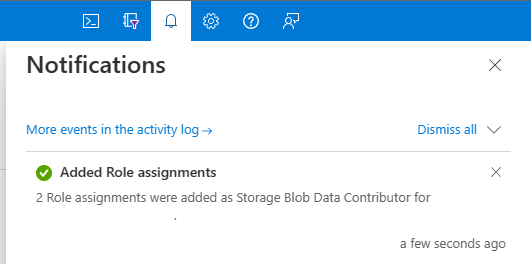 Notifications
More events in the activity log →
Dismiss all
Added Role assignments
2 Role assignments were added as Storage Blob Data Contributor for
.
a few seconds ago